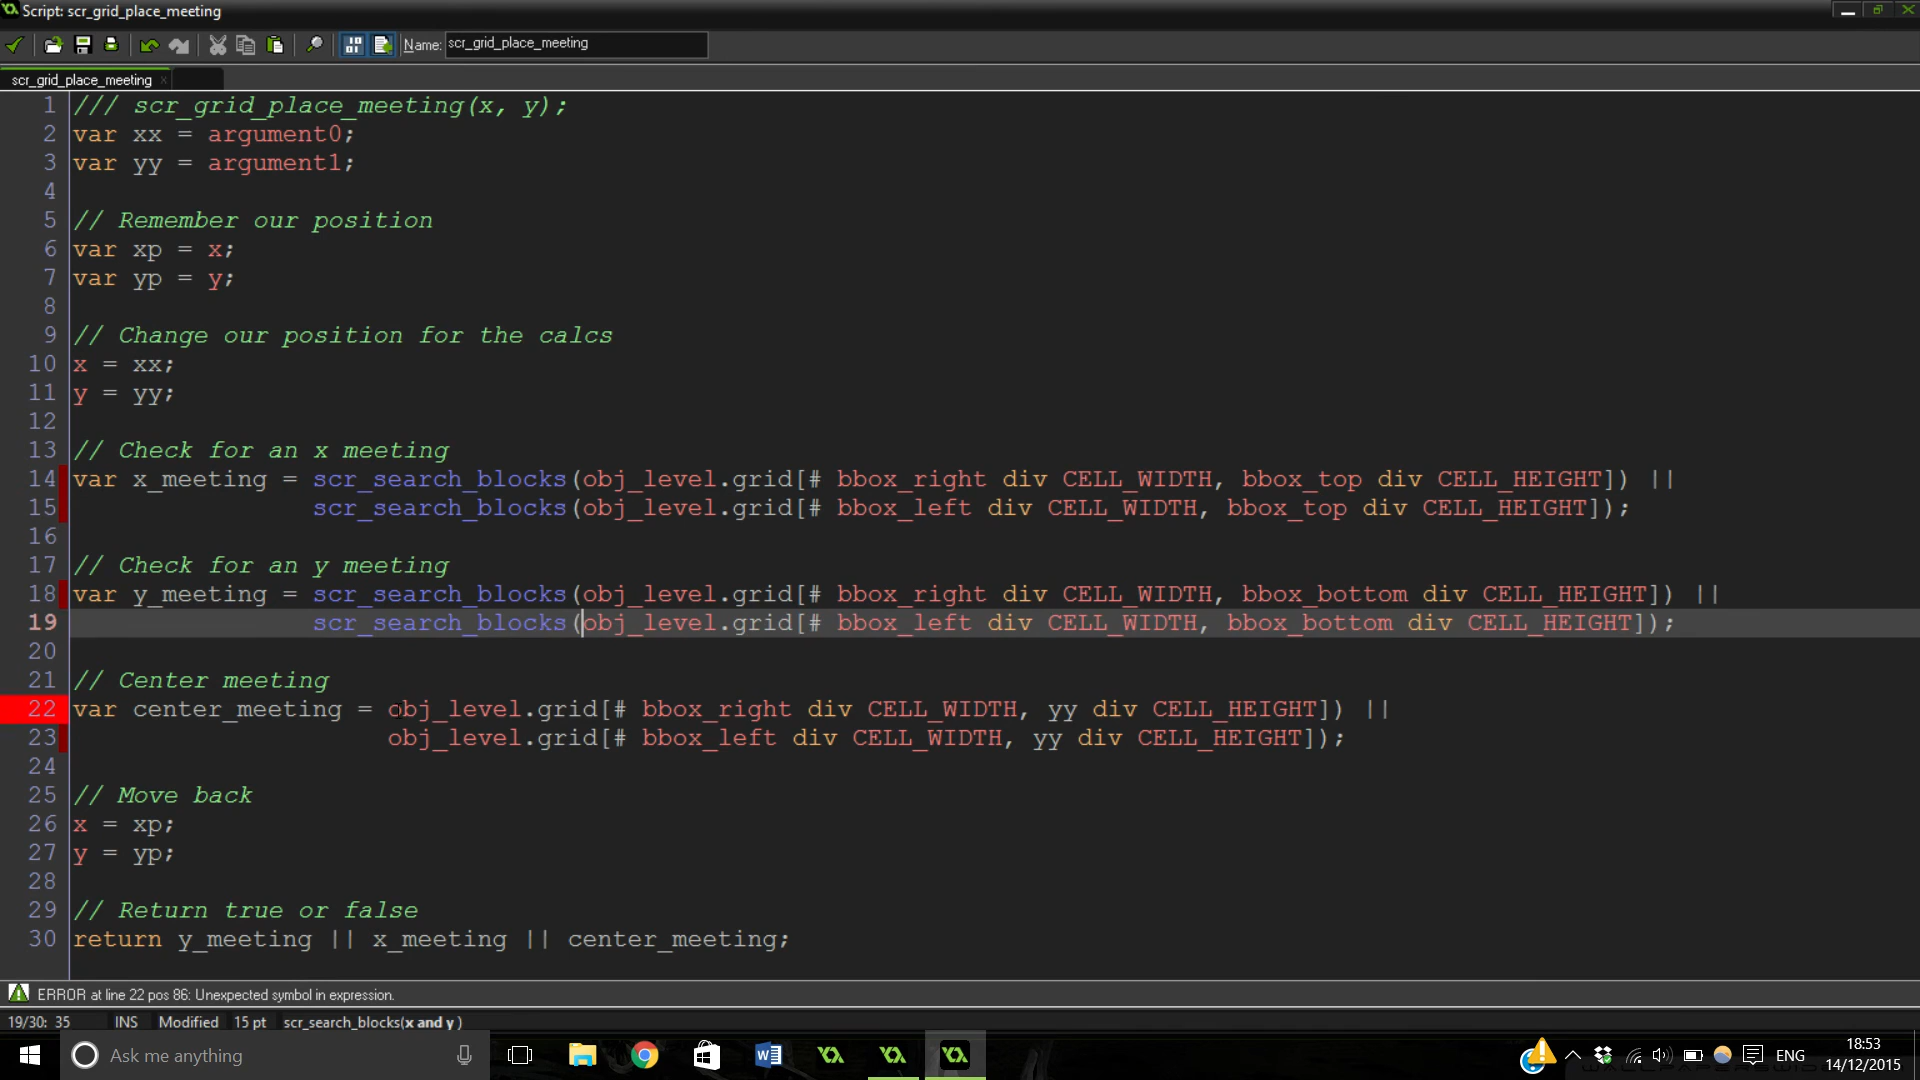 Script: scr_grid_place_meeting
Name: scr_grid_place_meeting
scr_grid_place_meeting
1 /// scr_grid_place_meeting(x, y);
2 var xx = argument0;
3 var yy = argument1;
4
5 // Remember our position
6 var xp = x;
7 var yp = y;
8
9 // Change our position for the calcs
10 x = xx;
11 y = yy;
12
13 // Check for an x meeting
14 var x_meeting = scr_search_blocks(obj_level.grid[# bbox_right div CELL_WIDTH, bbox_top div CELL_HEIGHT]) ||
15 scr_search_blocks(obj_level.grid[# bbox_left div CELL_WIDTH, bbox_top div CELL_HEIGHT]);
16
17 // Check for an y meeting
18 var y_meeting = scr_search_blocks(obj_level.grid[# bbox_right div CELL_WIDTH, bbox_bottom div CELL_HEIGHT]) ||
19 scr_search_blocks(obj_level.grid[# bbox_left div CELL_WIDTH, bbox_bottom div CELL_HEIGHT]);
20
21 // Center meeting
22 var center_meeting = obj_level.grid[# bbox_right div CELL_WIDTH, yy div CELL_HEIGHT]) ||
23 obj_level.grid[# bbox_left div CELL_WIDTH, yy div CELL_HEIGHT]);
24
25 // Move back
26 x = xp;
27 y = yp;
28
29 // Return true or false
30 return y_meeting || x_meeting || center_meeting;
ERROR at line 22 pos 86: Unexpected symbol in expression.
19/30: 35 INS Modified 15 pt scr_search_blocks(x and y )
Ask me anything
ENG
18:53
14/12/2015